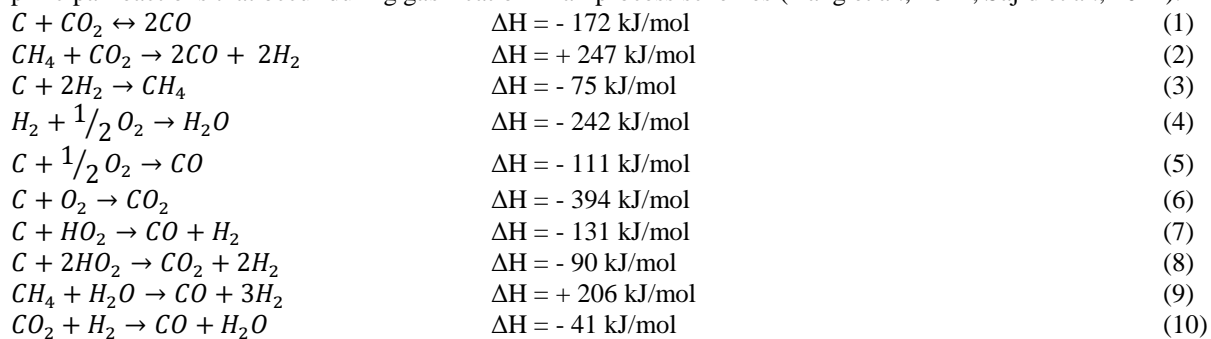 C + CO₂ ↔ 2CO ΔH = - 172 kJ/mol (1)
CH₄ + CO₂ → 2CO + 2H₂ ΔH = + 247 kJ/mol (2)
C + 2H₂ → CH₄ ΔH = - 75 kJ/mol (3)
H₂ + 1/2 O₂ → H₂O ΔH = - 242 kJ/mol (4)
C + 1/2 O₂ → CO ΔH = - 111 kJ/mol (5)
C + O₂ → CO₂ ΔH = - 394 kJ/mol (6)
C + HO₂ → CO + H₂ ΔH = - 131 kJ/mol (7)
C + 2HO₂ → CO₂ + 2H₂ ΔH = - 90 kJ/mol (8)
CH₄ + H₂O → CO + 3H₂ ΔH = + 206 kJ/mol (9)
CO₂ + H₂ → CO + H₂O ΔH = - 41 kJ/mol (10)